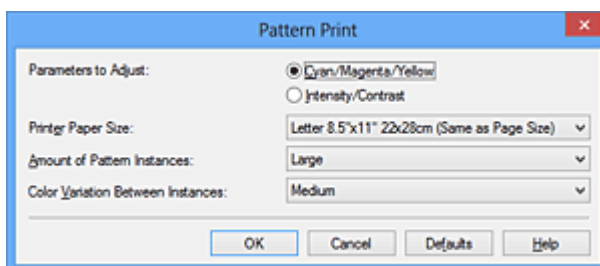 Pattern Print
Parameters to Adjust:
Cyan/Magenta/Yellow
Intensity/Contrast
Printer Paper Size:
Letter 8.5"x11" 22x28cm (Same as Page Size)
Amount of Pattern Instances:
Large
Color Variation Between Instances:
Medium
OK
Cancel
Defaults
Help